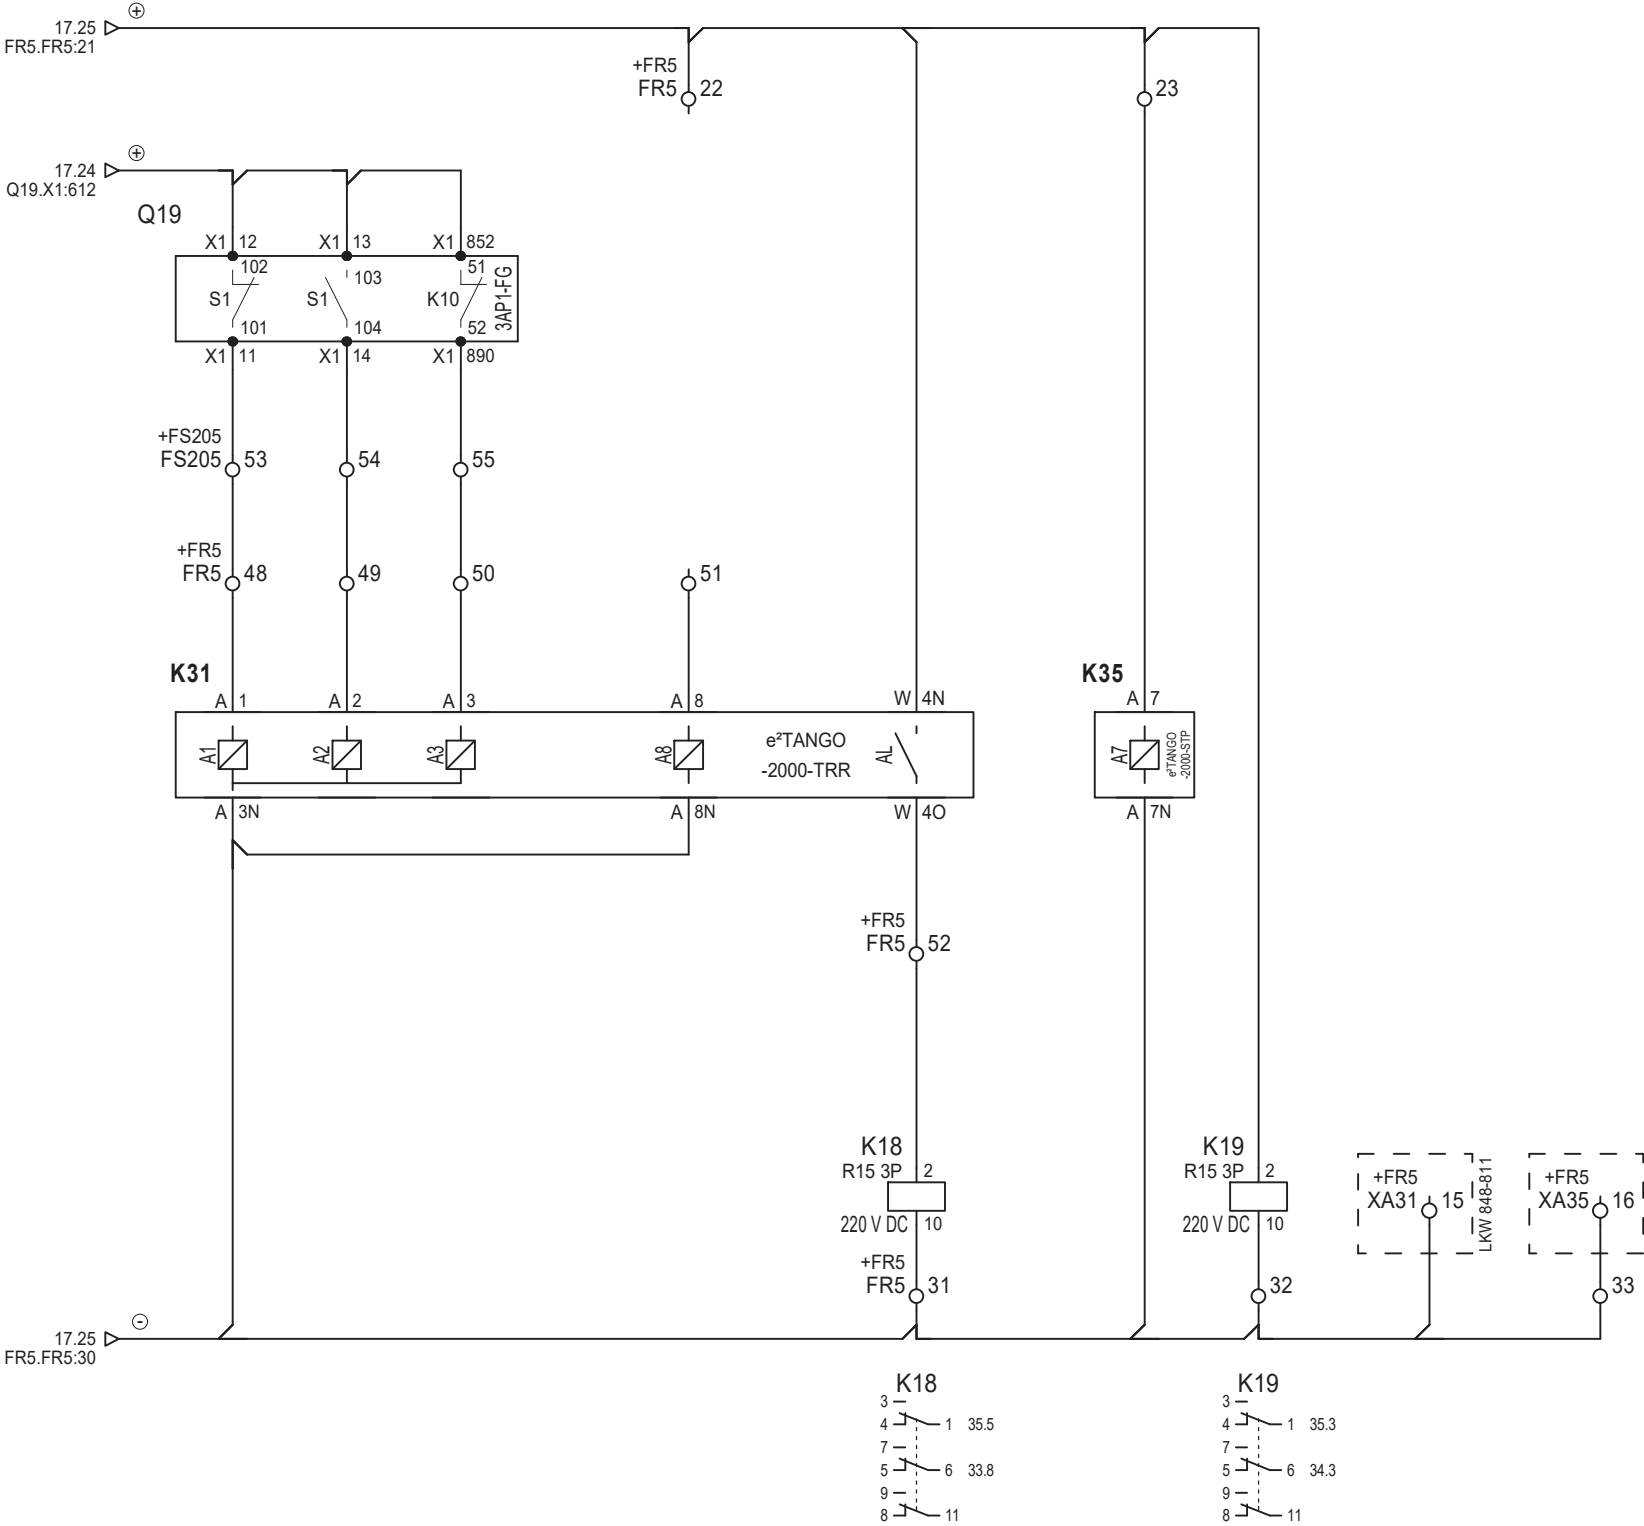 ⊕
17.25
FR5.FR5:21
+FR5
FR5 22
23
⊕
17.24
Q19.X1:612
Q19
X1 12
X1 13
X1 852
102
103
51
S1
S1
K10
3AP1-FG
101
104
52
X1 11
X1 14
X1 890
+FS205
FS205 53
54
55
+FR5
FR5 48
49
50
51
K31
K35
A 1
A 2
A 3
A 8
W 4N
A 7
A1
A2
A3
A8
e²TANGO
-2000-TRR
AL
A7
e²TANGO
-2000-STP
A 3N
A 8N
W 4O
A 7N
+FR5
FR5 52
K18
R15 3P 2
220 V DC 10
K19
R15 3P 2
220 V DC 10
+FR5
XA31 15
LKW 848-811
+FR5
XA35 16
+FR5
FR5 31
32
33
⊖
17.25
FR5.FR5:30
K18
3
4 1 35.5
7
5 6 33.8
9
8 11
K19
3
4 1 35.3
7
5 6 34.3
9
8 11